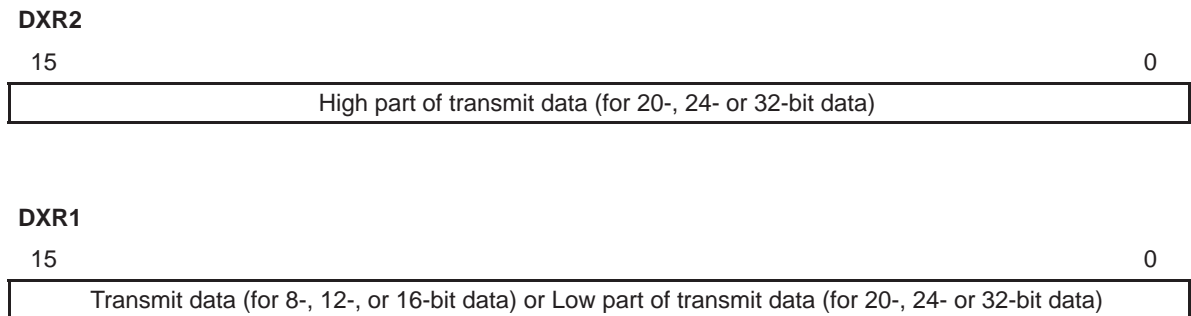 DXR2
15 0
High part of transmit data (for 20-, 24- or 32-bit data)
DXR1
15 0
Transmit data (for 8-, 12-, or 16-bit data) or Low part of transmit data (for 20-, 24- or 32-bit data)